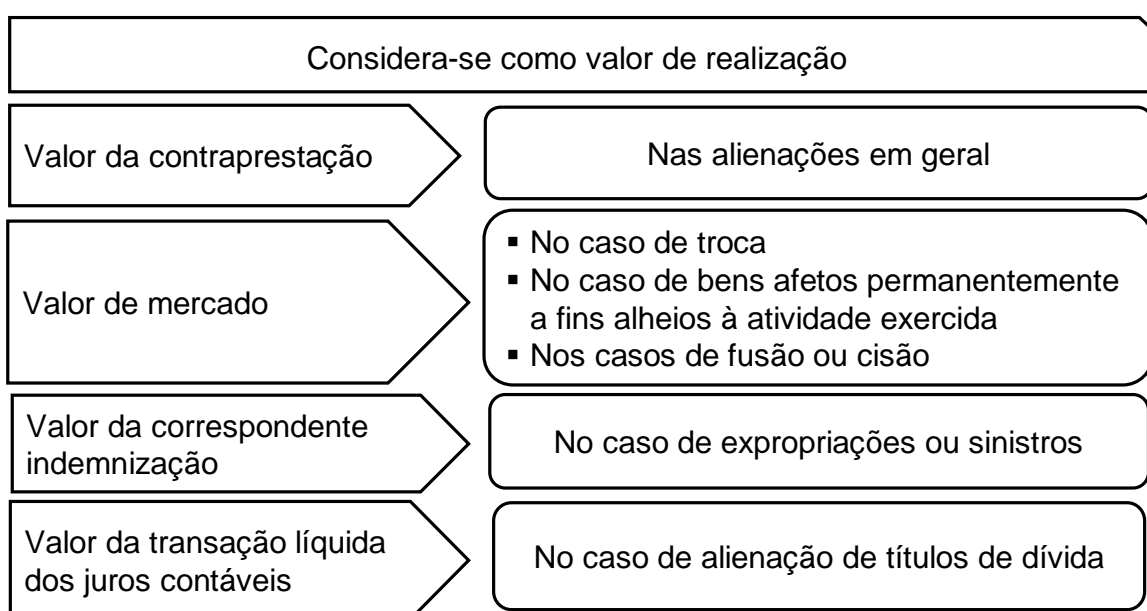 Considera-se como valor de realização
Valor da contraprestação
Nas alienações em geral
Valor de mercado
▪ No caso de troca
▪ No caso de bens afetos permanentemente
a fins alheios à atividade exercida
▪ Nos casos de fusão ou cisão
Valor da correspondente
indemnização
No caso de expropriações ou sinistros
Valor da transação líquida
dos juros contáveis
No caso de alienação de títulos de dívida